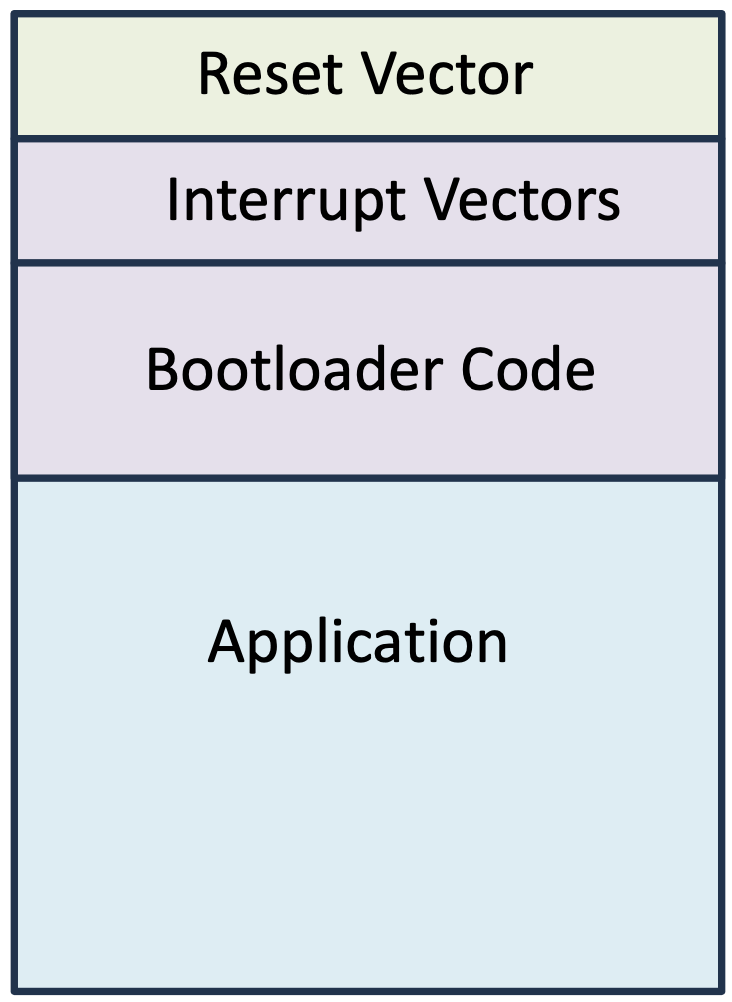 Reset Vector
Interrupt Vectors
Bootloader Code
Application